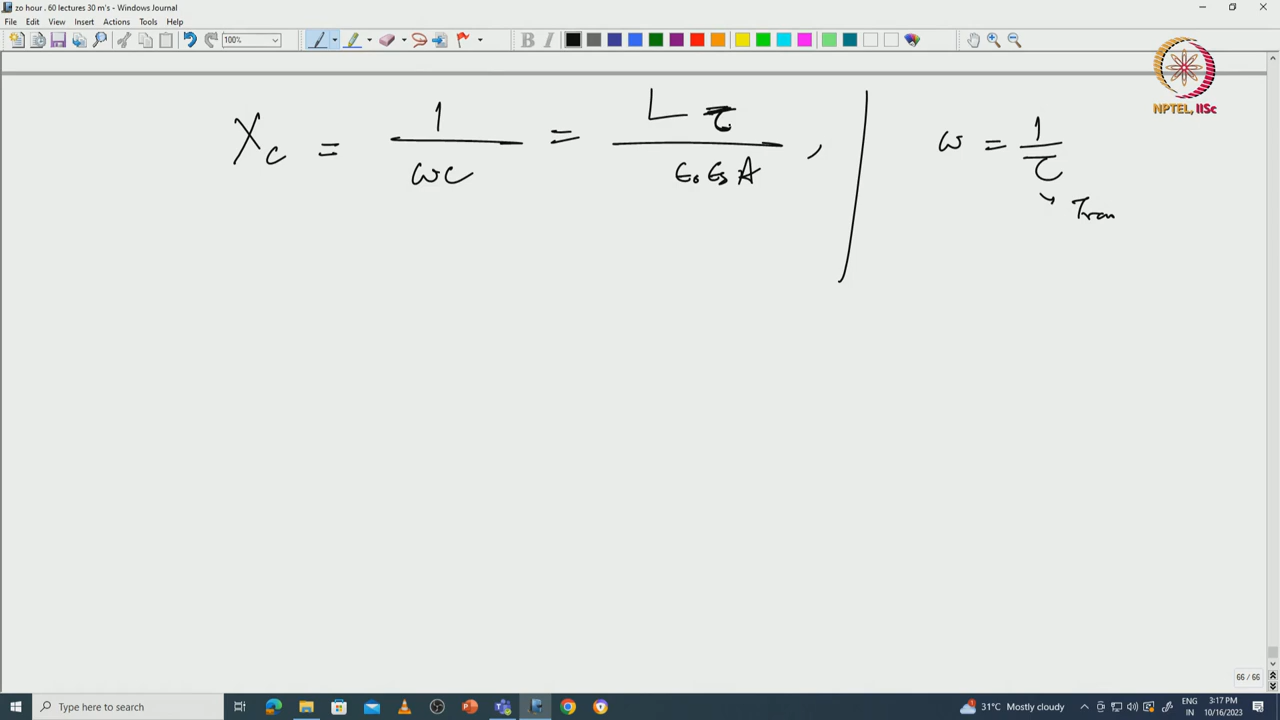 zo hour . 60 lectures 30 m's - Windows Journal
File Edit View Insert Actions Tools Help
100%
B I
NPTEL, IISc
X_c = 1 / ωc = L τ / ϵ₀ ϵs A , ω = 1 / τ
Tran
66 / 66
Type here to search
31°C Mostly cloudy
ENG
IN
3:17 PM
10/16/2023